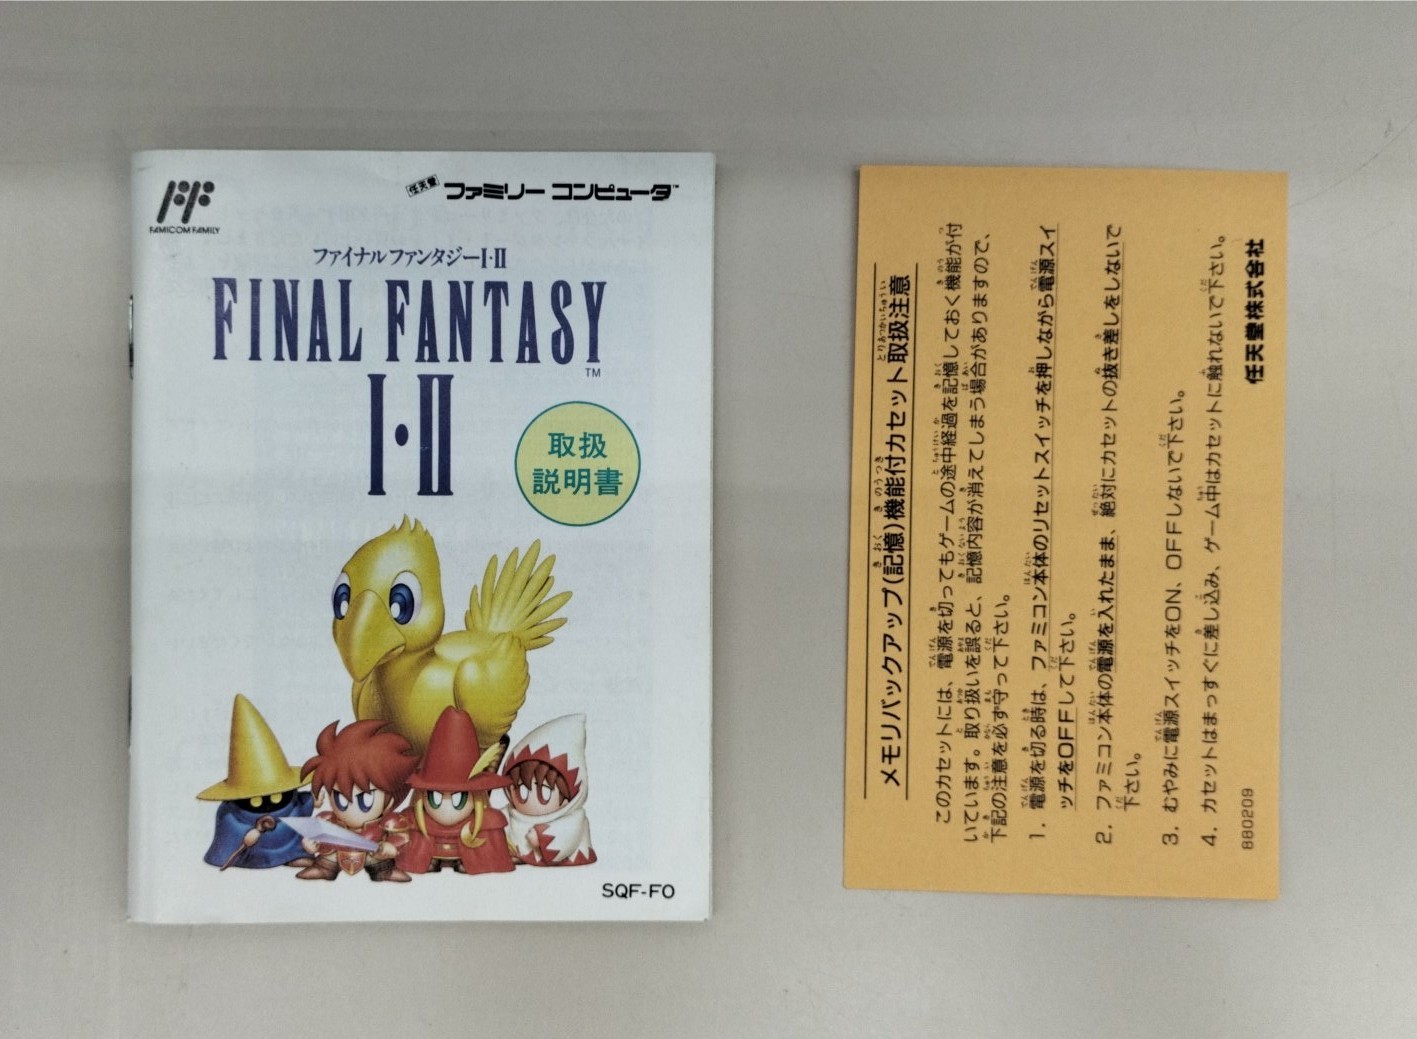 FAMICOM FAMILY
任天堂 ファミリー コンピュータ™
ファイナルファンタジーI・II
FINAL FANTASY
TM
I・II
取扱
説明書
SQF-FO
メモリバックアップ(記憶)機能付カセット取扱注意
このカセットには、電源を切ってもゲームの途中経過を記憶しておく機能が付
いています。取り扱いを誤ると、記憶内容が消えてしまう場合がありますので、
下記の注意を必ず守って下さい。
1. 電源を切る時は、ファミコン本体のリセットスイッチを押しながら電源スイ
ッチをOFFして下さい。
2. ファミコン本体の電源を入れたまま、絶対にカセットの抜き差しをしないで
下さい。
3. むやみに電源スイッチをON、OFFしないで下さい。
4. カセットはまっすぐに差し込み、ゲーム中はカセットに触れないで下さい。
880209
任天堂株式会社